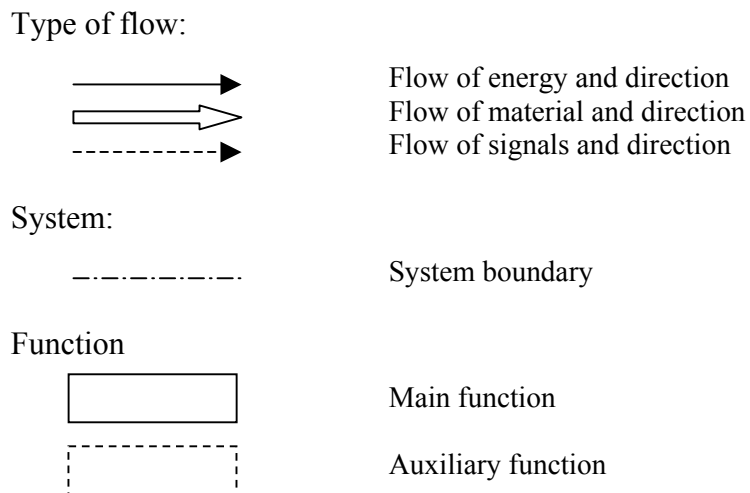 Type of flow:
Flow of energy and direction
Flow of material and direction
Flow of signals and direction
System:
System boundary
Function
Main function
Auxiliary function